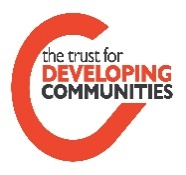 the trust for
DEVELOPING
COMMUNITIES